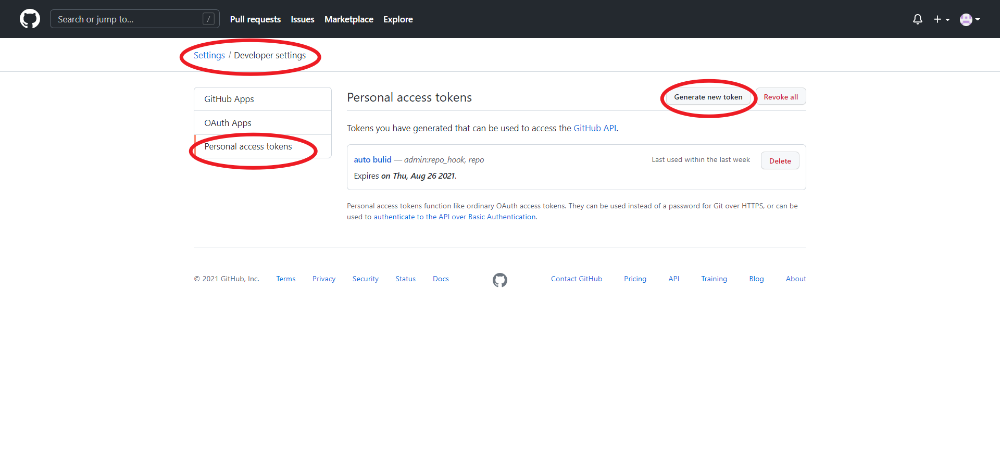 Search or jump to... /
Pull requests Issues Marketplace Explore
Settings / Developer settings
GitHub Apps
OAuth Apps
Personal access tokens
Personal access tokens
Generate new token Revoke all
Tokens you have generated that can be used to access the GitHub API.
auto bulid — admin:repo_hook, repo
Last used within the last week Delete
Expires on Thu, Aug 26 2021.
Personal access tokens function like ordinary OAuth access tokens. They can be used instead of a password for Git over HTTPS, or can be
used to authenticate to the API over Basic Authentication.
© 2021 GitHub, Inc. Terms Privacy Security Status Docs Contact GitHub Pricing API Training Blog About